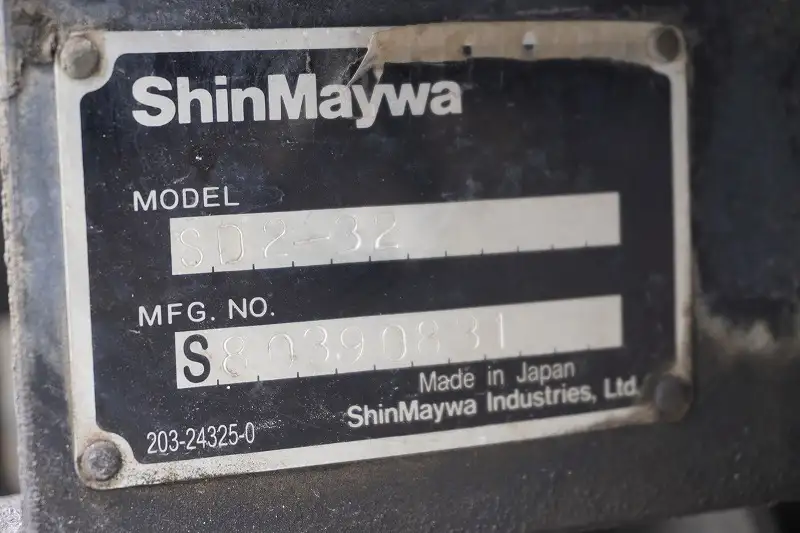 ShinMaywa
MODEL
SD2-32
MFG. NO.
S80390831
Made in Japan
ShinMaywa Industries, Ltd.
203-24325-0